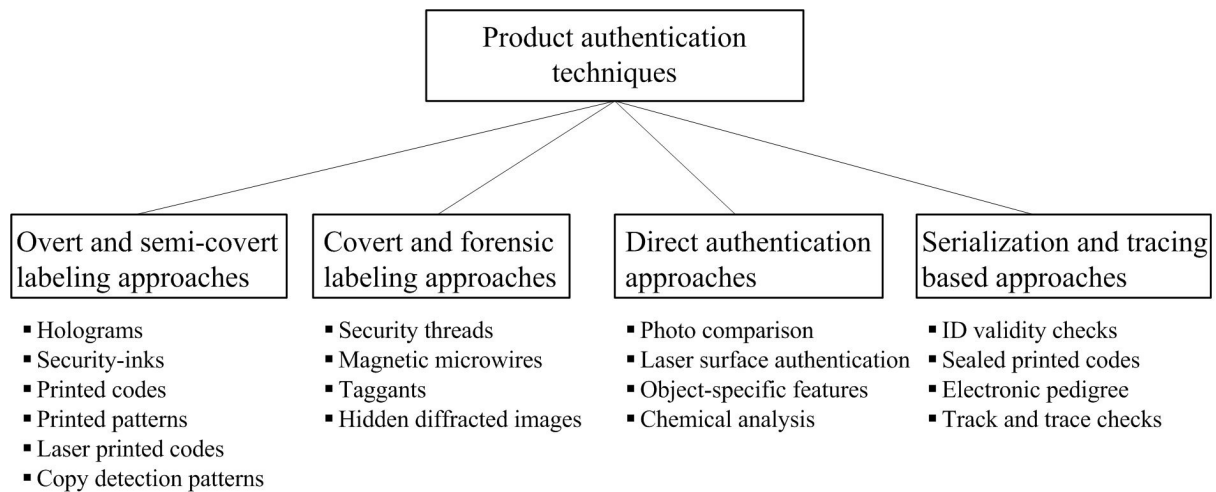 Product authentication
techniques
Overt and semi-covert
labeling approaches
▪ Holograms
▪ Security-inks
▪ Printed codes
▪ Printed patterns
▪ Laser printed codes
▪ Copy detection patterns
Covert and forensic
labeling approaches
▪ Security threads
▪ Magnetic microwires
▪ Taggants
▪ Hidden diffracted images
Direct authentication
approaches
▪ Photo comparison
▪ Laser surface authentication
▪ Object-specific features
▪ Chemical analysis
Serialization and tracing
based approaches
▪ ID validity checks
▪ Sealed printed codes
▪ Electronic pedigree
▪ Track and trace checks